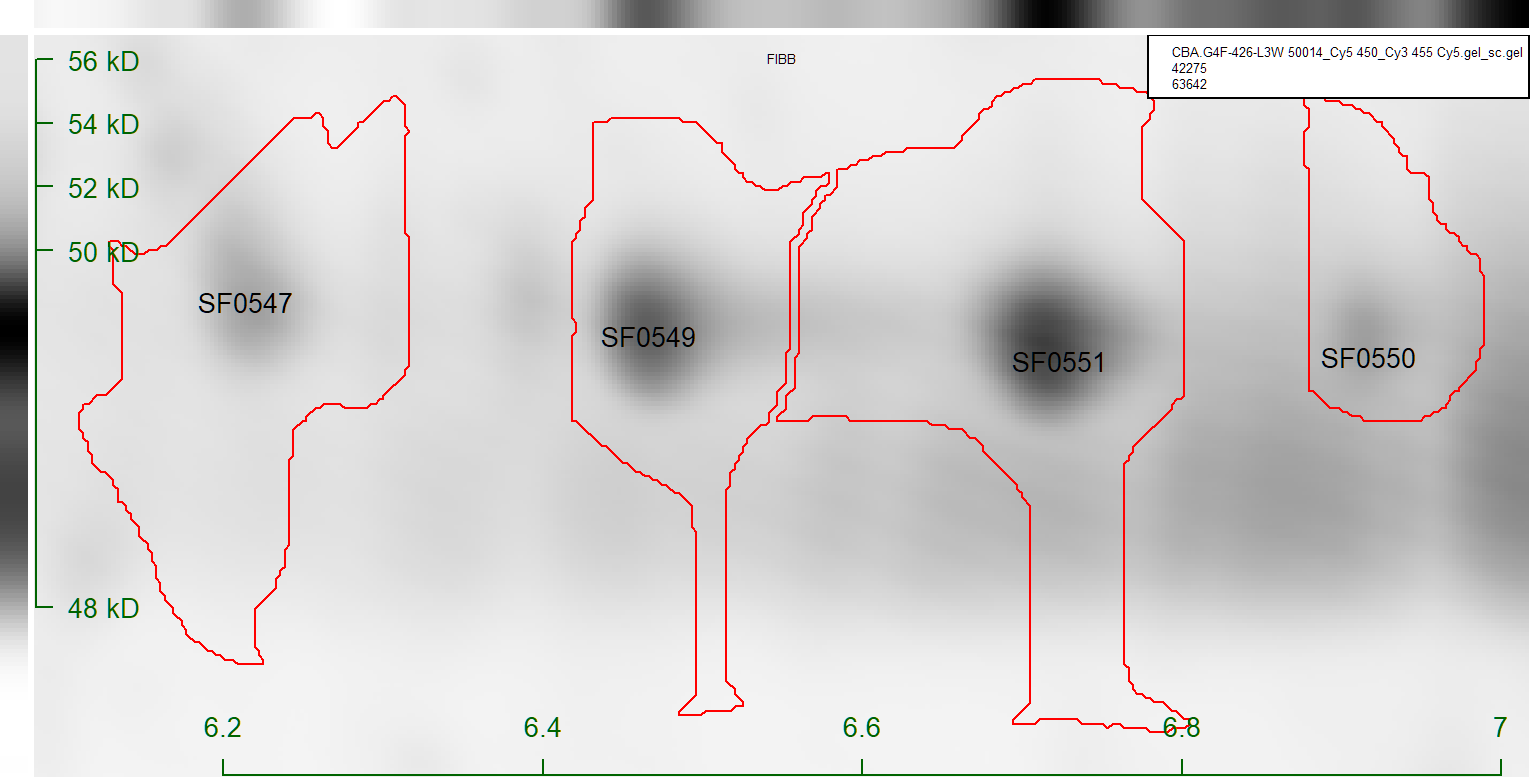 56 kD
FIBB
CBA.G4F-426-L3W 50014_Cy5 450_Cy3 455 Cy5.gel_sc.gel
42275
63642
54 kD
52 kD
50 kD
SF0547
SF0549
SF0551
SF0550
48 kD
6.2
6.4
6.6
6.8
7